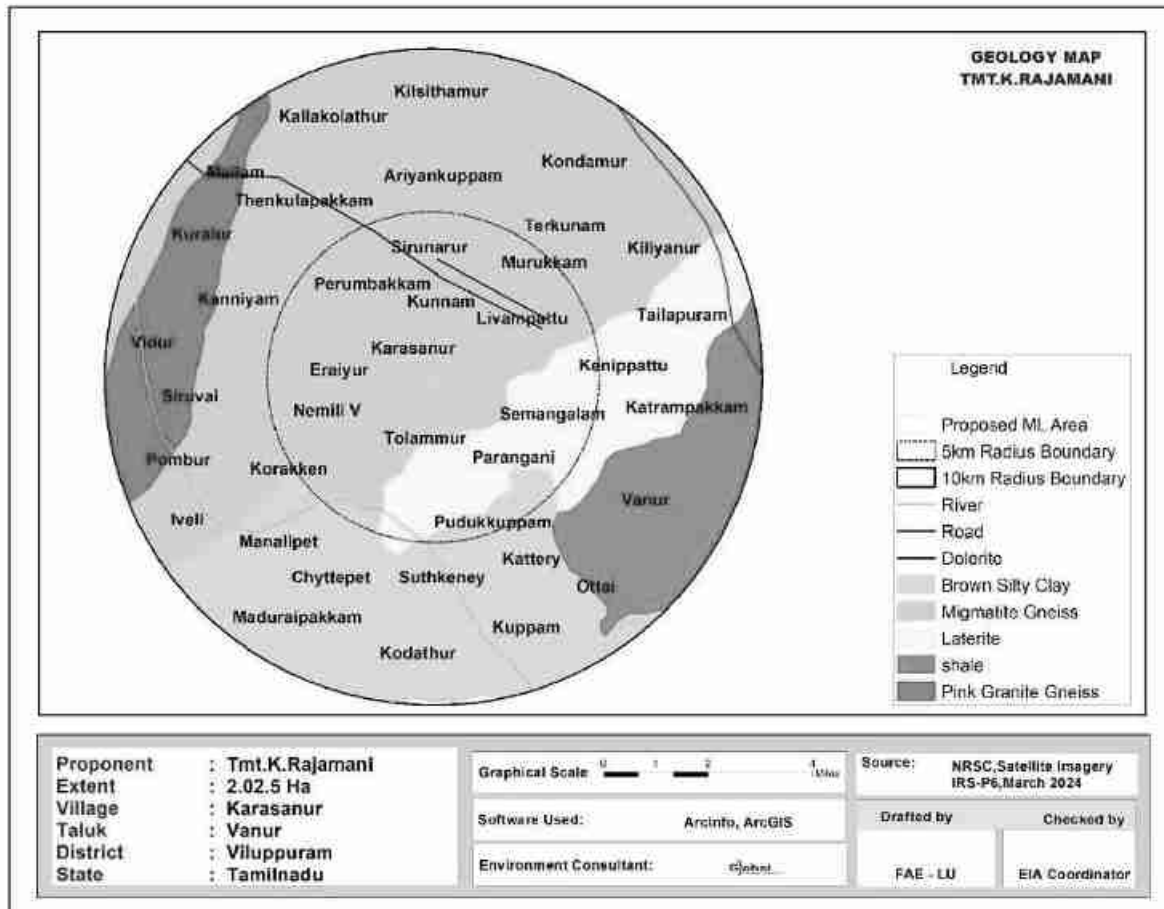 GEOLOGY MAP
TMT.K.RAJAMANI
Kilsithamur
Kallakolathur
Kondamur
Mailam
Ariyankuppam
Thenkulapakkam
Terkunam
Kuralur
Sirunarur
Kiliyanur
Murukkam
Perumbakkam
Kanniyam
Kunnam
Livampattu
Tailapuram
Vidur
Karasanur
Eraiyur
Kenippattu
Siruvai
Nemili V
Semangalam
Katrampakkam
Tolammur
Parangani
Pombur
Korakken
Vanur
Iveli
Pudukkuppam
Manalipet
Kattery
Chyttepet
Suthkeney
Ottai
Maduraipakkam
Kuppam
Kodathur
Legend
Proposed ML Area
5km Radius Boundary
10km Radius Boundary
River
Road
Dolerite
Brown Silty Clay
Migmatite Gneiss
Laterite
shale
Pink Granite Gneiss
Proponent : Tmt.K.Rajamani
Extent : 2.02.5 Ha
Village : Karasanur
Taluk : Vanur
District : Viluppuram
State : Tamilnadu
Graphical Scale 0 1 2 4 Miles
Software Used: Arcinfo, ArcGIS
Environment Consultant:
Source: NRSC,Satellite Imagery
IRS-P6,March 2024
Drafted by Checked by
FAE - LU EIA Coordinator